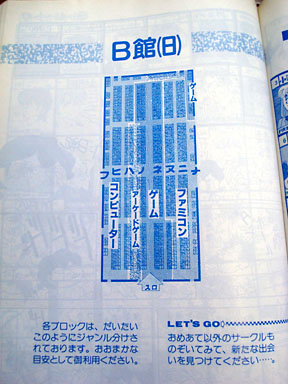 B館(日)
ゲーム
フヒハノネヌニナ
コンピューター
アーケードゲーム
ゲーム
ファミコン
入口
各ブロックは、だいたい
このようにジャンル分けさ
れております。おおまかな
目安として御利用ください。
LET'S GO
おめあて以外のサークルも
のぞいてみて、新たな出会
いを見つけてください……。